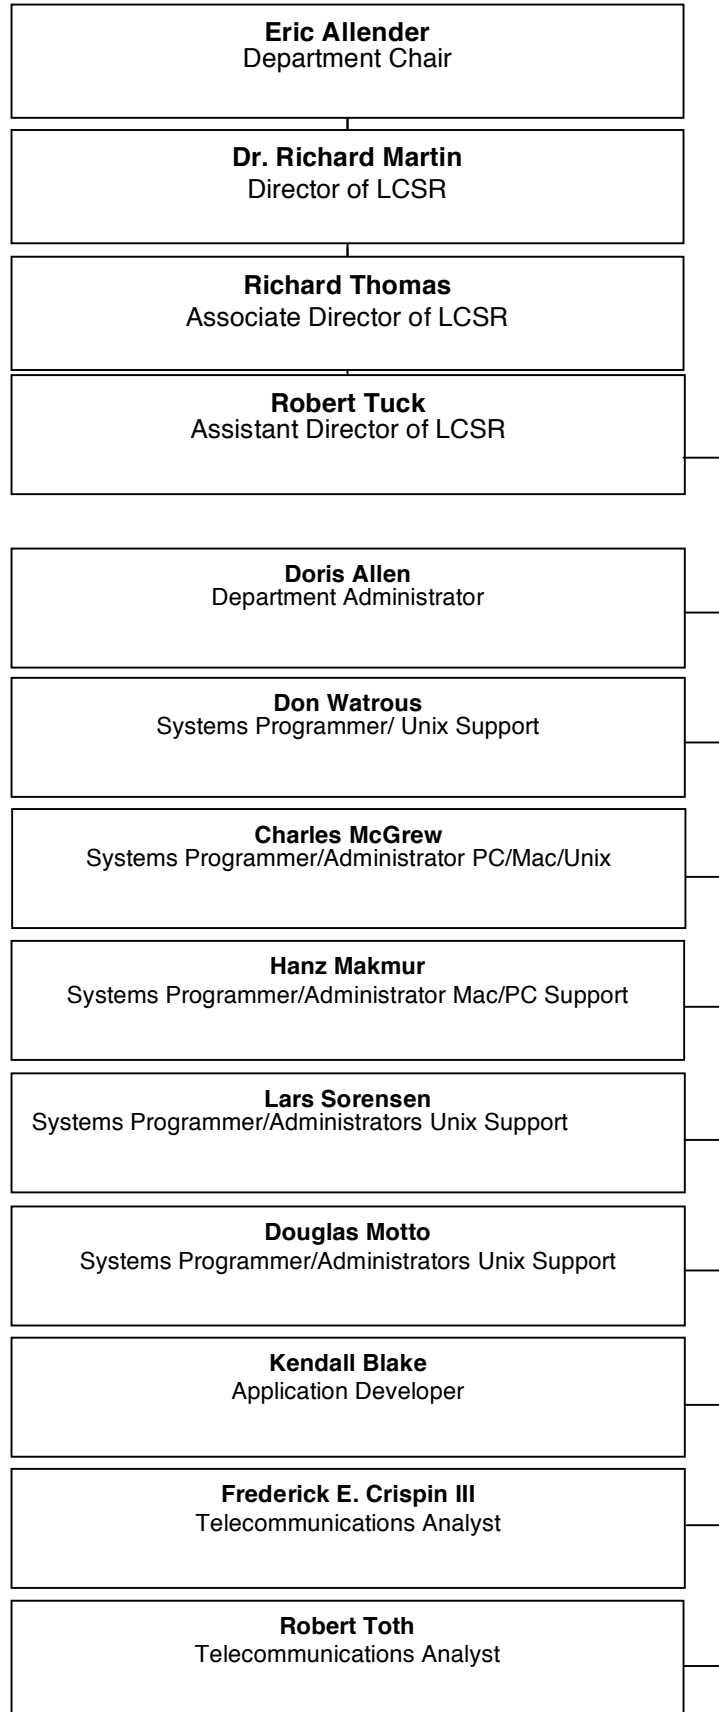 Eric Allender
Department Chair
Dr. Richard Martin
Director of LCSR
Richard Thomas
Associate Director of LCSR
Robert Tuck
Assistant Director of LCSR
Doris Allen
Department Administrator
Don Watrous
Systems Programmer/ Unix Support
Charles McGrew
Systems Programmer/Administrator PC/Mac/Unix
Hanz Makmur
Systems Programmer/Administrator Mac/PC Support
Lars Sorensen
Systems Programmer/Administrators Unix Support
Douglas Motto
Systems Programmer/Administrators Unix Support
Kendall Blake
Application Developer
Frederick E. Crispin III
Telecommunications Analyst
Robert Toth
Telecommunications Analyst